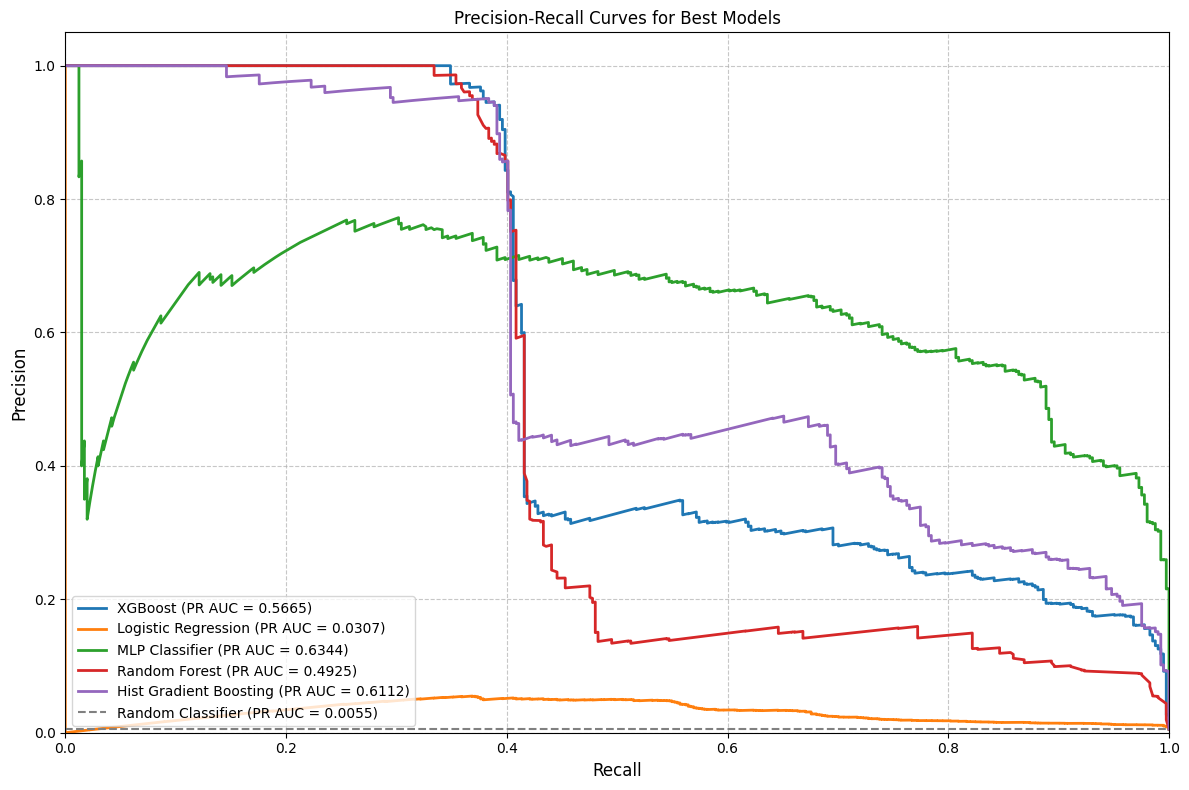 Precision-Recall Curves for Best Models
Precision
1.0
0.8
0.6
0.4
0.2
0.0
XGBoost (PR AUC = 0.5665)
Logistic Regression (PR AUC = 0.0307)
MLP Classifier (PR AUC = 0.6344)
Random Forest (PR AUC = 0.4925)
Hist Gradient Boosting (PR AUC = 0.6112)
Random Classifier (PR AUC = 0.0055)
0.0 0.2 0.4 0.6 0.8 1.0
Recall